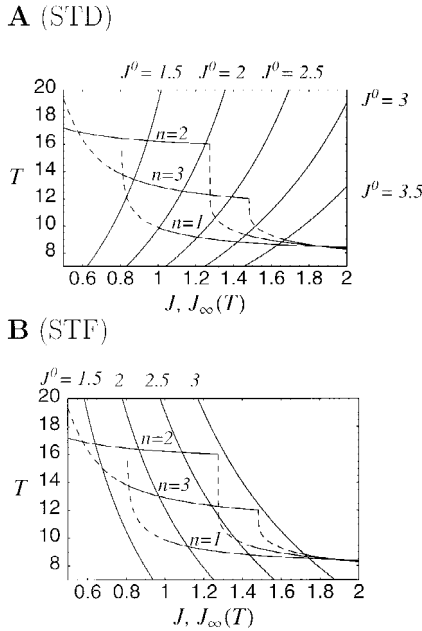 A (STD)
J⁰ = 1.5 J⁰ = 2 J⁰ = 2.5
20
18
16
14
12
10
8
T
n=2
n=3
n=1
J⁰ = 3
J⁰ = 3.5
0.6 0.8 1 1.2 1.4 1.6 1.8 2
J, J∞(T)
B (STF)
J⁰ = 1.5 2 2.5 3
20
18
16
14
12
10
8
T
n=2
n=3
n=1
0.6 0.8 1 1.2 1.4 1.6 1.8 2
J, J∞(T)